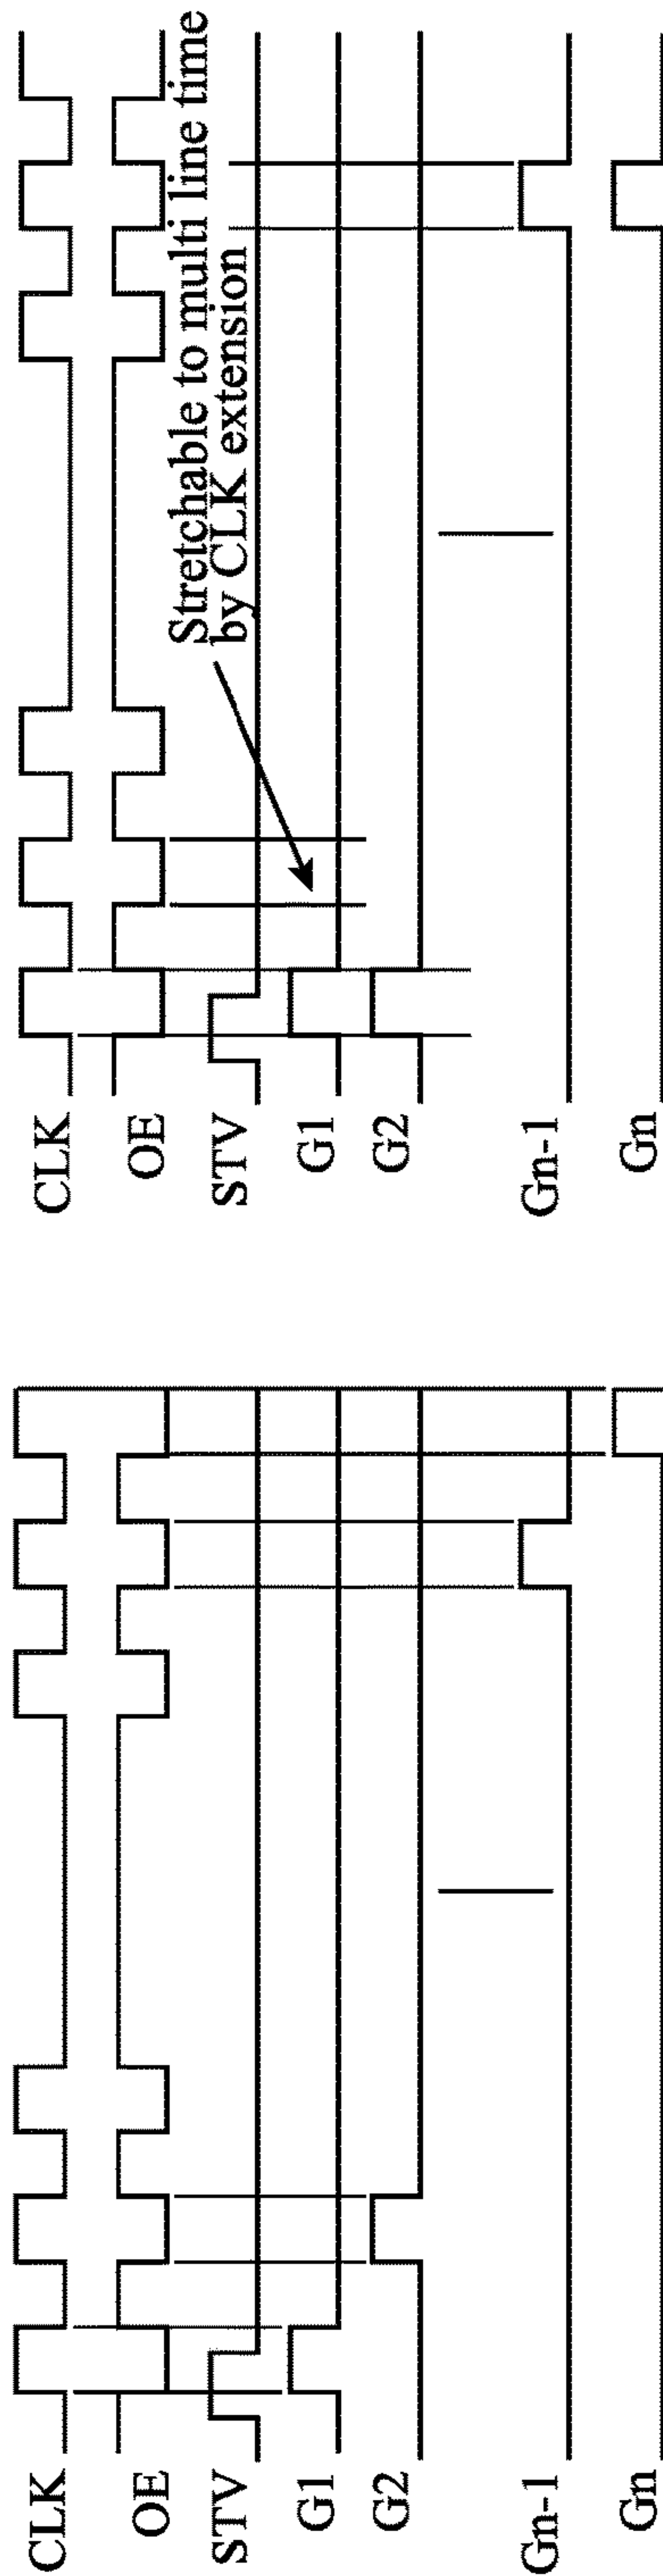 CLK
OE
STV
G1
G2
Gn-1
Gn
CLK
OE
STV
G1
G2
Gn-1
Gn
Stretchable to multi line time
by CLK extension